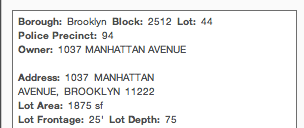 Borough: Brooklyn Block: 2512 Lot: 44
Police Precinct: 94
Owner: 1037 MANHATTAN AVENUE
Address: 1037 MANHATTAN
AVENUE, BROOKLYN 11222
Lot Area: 1875 sf
Lot Frontage: 25' Lot Depth: 75